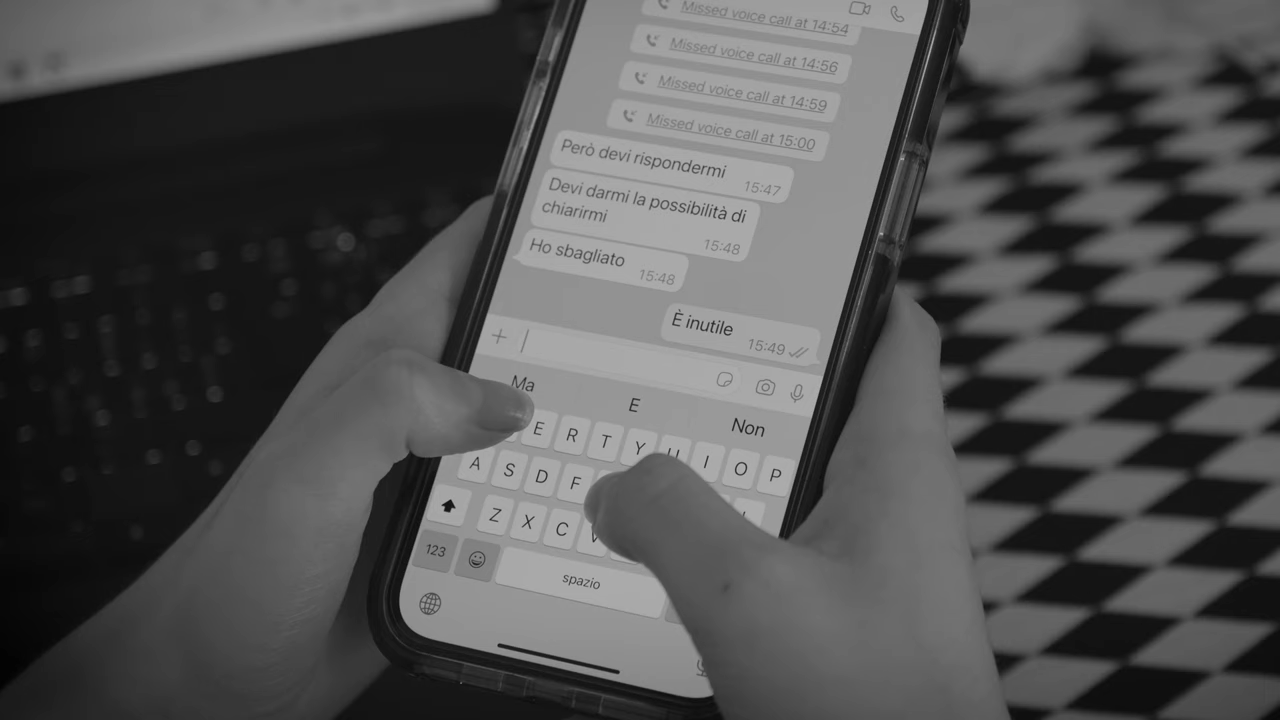 Missed voice call at 14:54
Missed voice call at 14:56
Missed voice call at 14:59
Missed voice call at 15:00
Però devi rispondermi
15:47
Devi darmi la possibilità di
chiarirmi
15:48
Ho sbagliato
15:48
È inutile
15:49
Ma E Non
E R T Y U I O P
A S D F L
Z X C V
123 spazio